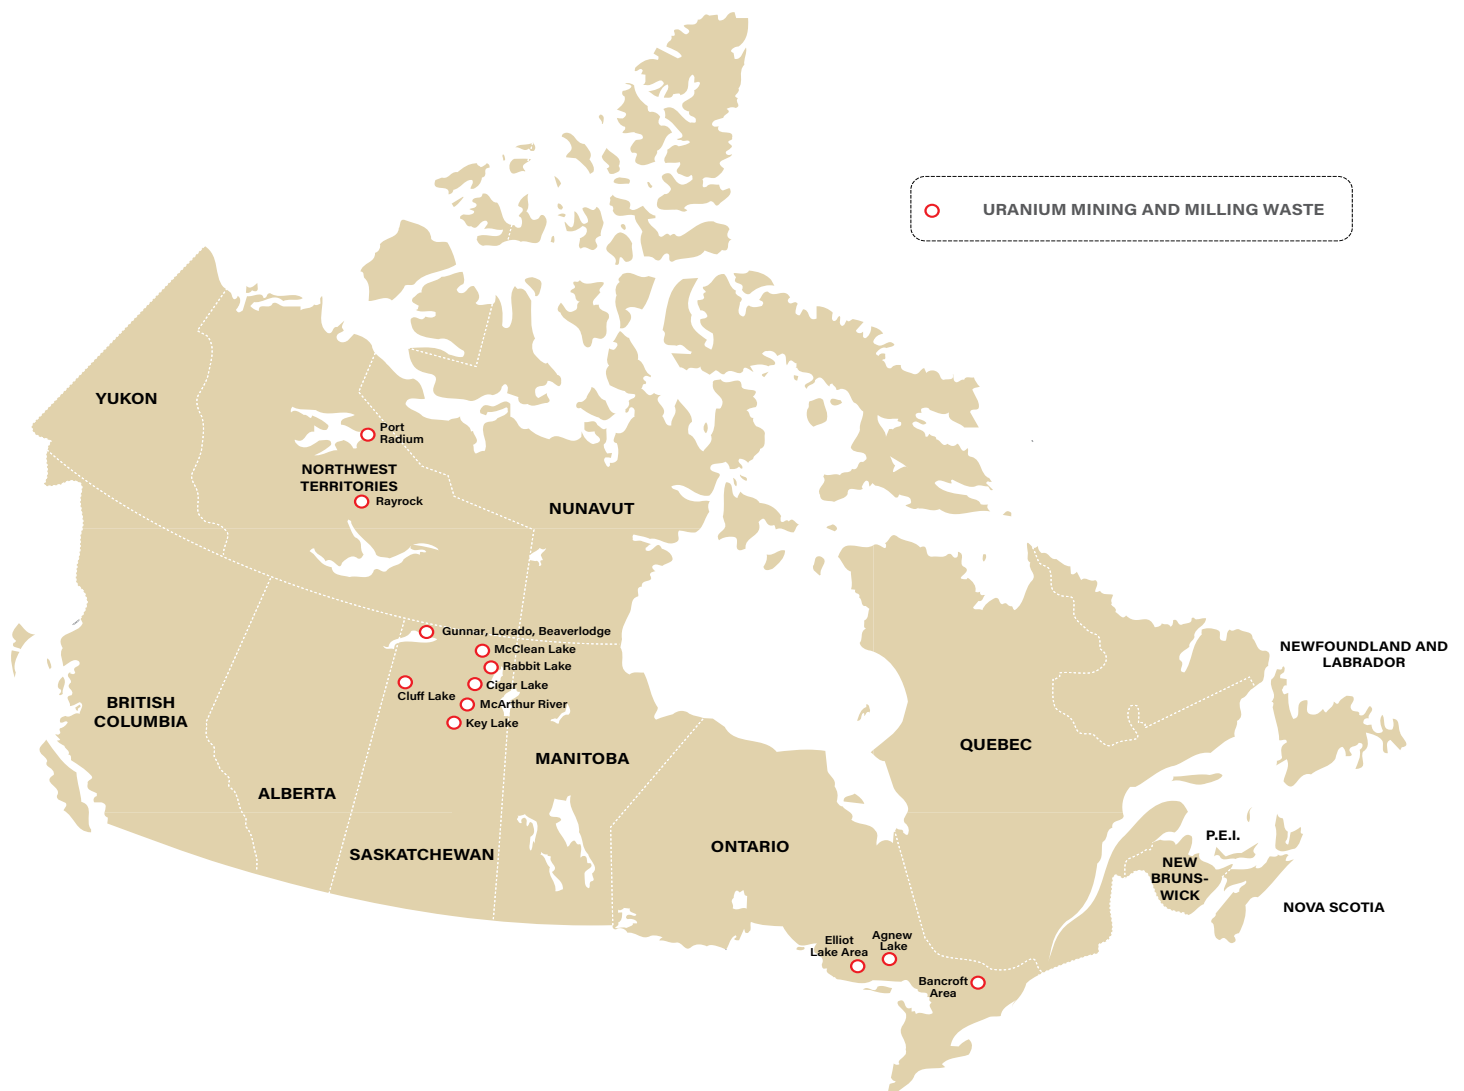 URANIUM MINING AND MILLING WASTE
YUKON
Port
Radium
NORTHWEST
TERRITORIES
Rayrock
NUNAVUT
Gunnar, Lorado, Beaverlodge
McClean Lake
Rabbit Lake
Cigar Lake
Cluff Lake
McArthur River
Key Lake
BRITISH
COLUMBIA
ALBERTA
SASKATCHEWAN
MANITOBA
ONTARIO
QUEBEC
NEWFOUNDLAND AND
LABRADOR
P.E.I.
NEW
BRUNS-
WICK
NOVA SCOTIA
Elliot
Lake Area
Agnew
Lake
Bancroft
Area